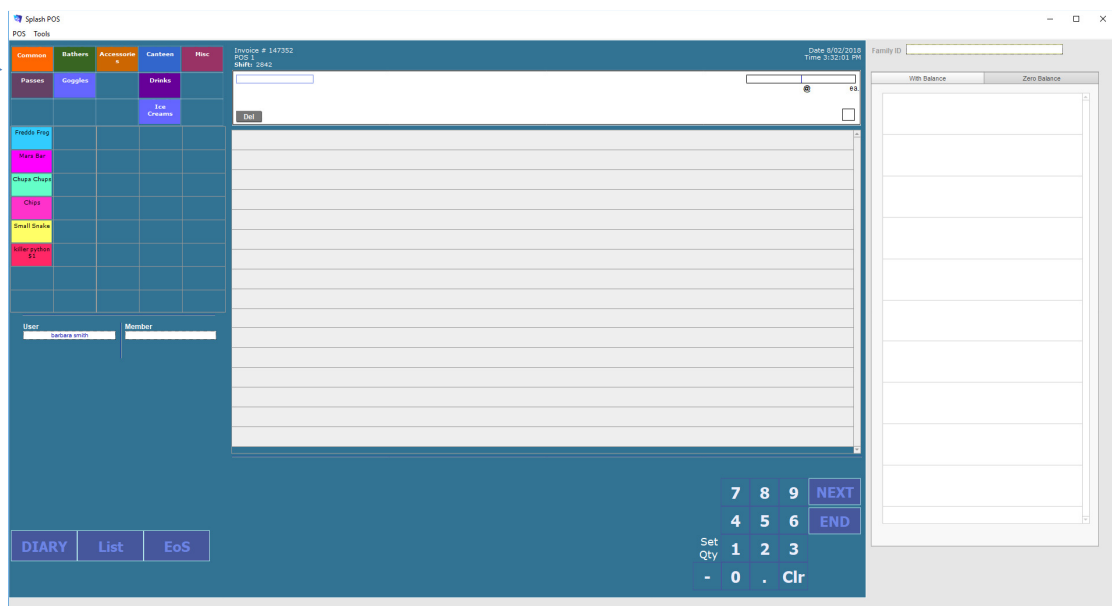 Splash POS
POS Tools
Common Bathers Accessorie Canteen Misc
s
Passes Goggles Drinks
Ice
Creams
Freddo Frog
Mars Bar
Chupa Chups
Chips
Small Snake
killer python
$1
User Member
barbara smith
DIARY List EoS
Invoice # 147352
POS 1
Shift: 2842
Date 8/02/2018
Time 3:32:01 PM
@ ea.
Del
7 8 9 NEXT
4 5 6 END
Set
Qty 1 2 3
- 0 . Clr
Family ID
With Balance Zero Balance